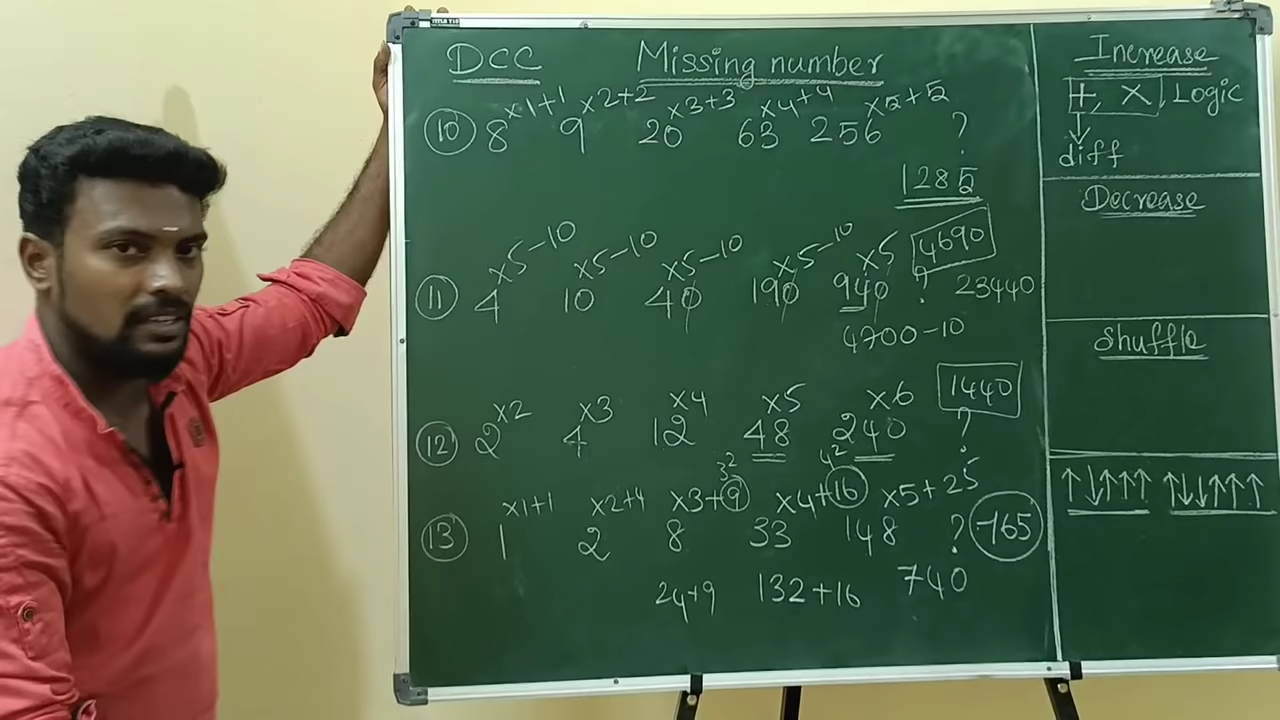 DCC Missing number
×1+1 ×2+2 ×3+3 ×4+4 ×5+5
10 8 9 20 63 256 ?
1285
×5-10 ×5-10 ×5-10 ×5-10 ×5 4690
11 4 10 40 190 940 ? 23440
4700-10
×2 ×3 ×4 ×5 ×6 1440
12 2 4 12 48 240 ?
3² 4²
×1+1 ×2+4 ×3+9 ×4+16 ×5+25
13 1 2 8 33 148 ? 765
24+9 132+16 740
Increase
+, ×, Logic
↓
diff
Decrease
Shuffle
↑↓↑↑↑ ↑↓↓↑↑↑